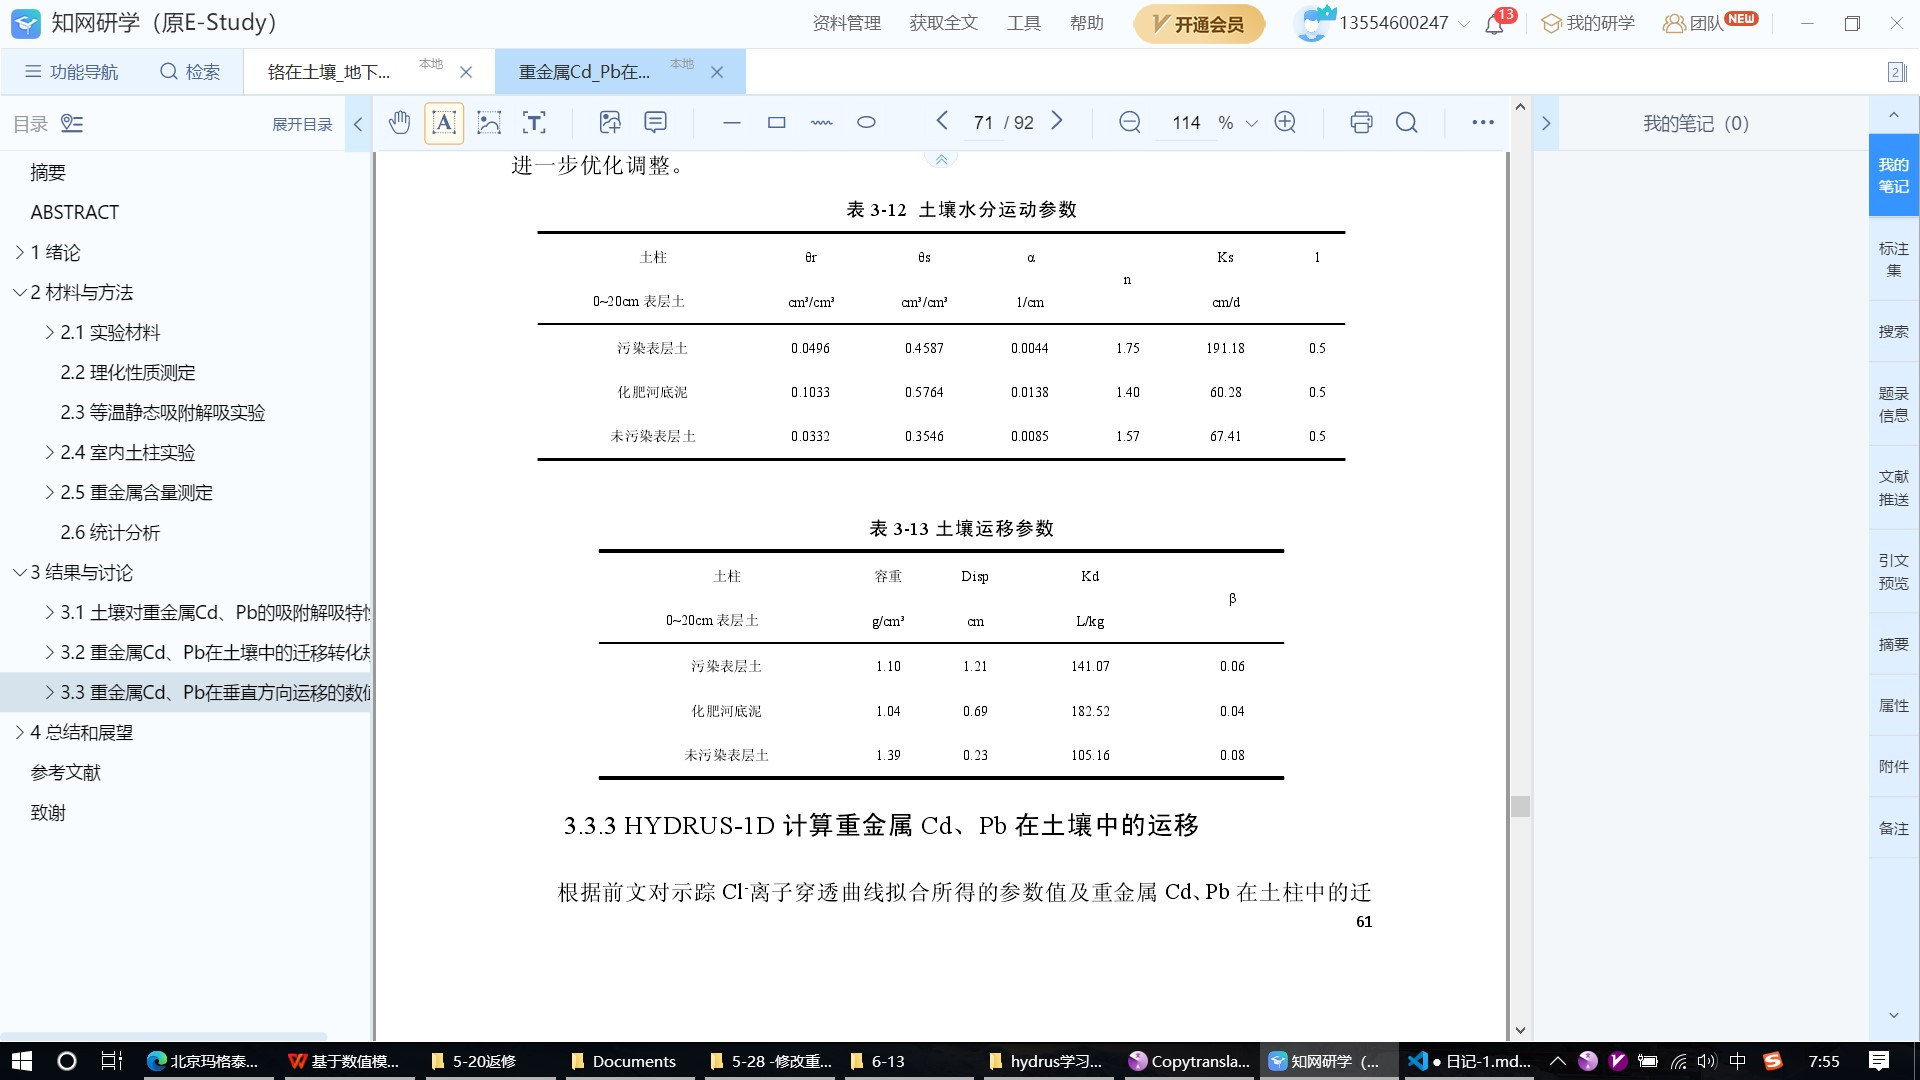 知网研学（原E-Study）
资料管理 获取全文 工具 帮助 开通会员 13554600247 13 我的研学 团队 NEW
功能导航 检索 铬在土壤_地下... 本地 重金属Cd_Pb在... 本地 2
目录 展开目录
71 / 92 114 %
我的笔记（0）
摘要
ABSTRACT
1 绪论
2 材料与方法
2.1 实验材料
2.2 理化性质测定
2.3 等温静态吸附解吸实验
2.4 室内土柱实验
2.5 重金属含量测定
2.6 统计分析
3 结果与讨论
3.1 土壤对重金属Cd、Pb的吸附解吸特性
3.2 重金属Cd、Pb在土壤中的迁移转化规
3.3 重金属Cd、Pb在垂直方向运移的数值
4 总结和展望
参考文献
致谢
进一步优化调整。
表 3-12 土壤水分运动参数
土柱 θr θs α n Ks l
0~20cm 表层土 cm³/cm³ cm³/cm³ 1/cm cm/d
污染表层土 0.0496 0.4587 0.0044 1.75 191.18 0.5
化肥河底泥 0.1033 0.5764 0.0138 1.40 60.28 0.5
未污染表层土 0.0332 0.3546 0.0085 1.57 67.41 0.5
表 3-13 土壤运移参数
土柱 容重 Disp Kd β
0~20cm 表层土 g/cm³ cm L/kg
污染表层土 1.10 1.21 141.07 0.06
化肥河底泥 1.04 0.69 182.52 0.04
未污染表层土 1.39 0.23 105.16 0.08
3.3.3 HYDRUS-1D 计算重金属 Cd、Pb 在土壤中的运移
根据前文对示踪 Cl⁻离子穿透曲线拟合所得的参数值及重金属 Cd、Pb 在土柱中的迁
61
我的笔记
标注集
搜索
题录信息
文献推送
引文预览
摘要
属性
附件
备注
北京玛格泰... 基于数值模... 5-20返修 Documents 5-28 -修改重... 6-13 hydrus学习... Copytransla... 知网研学（... ● 日记-1.md... 中 7:55